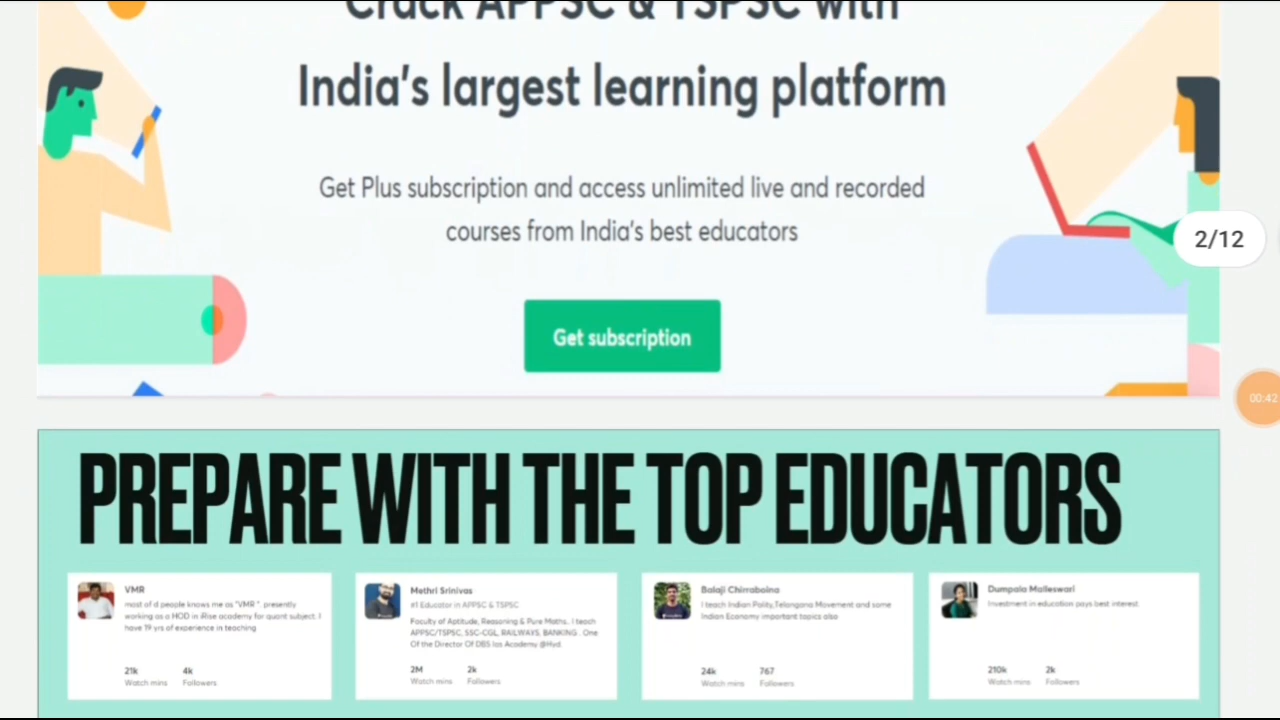 Crack APPSC & TSPSC with
India's largest learning platform
Get Plus subscription and access unlimited live and recorded
courses from India's best educators
2/12
Get subscription
00:42
PREPARE WITH THE TOP EDUCATORS
VMR
most of d people knows me as "VMR ". presently
working as a HOD in iRise academy for quant subject. I
have 19 yrs of experience in teaching
21k 4k
Watch mins Followers
Methri Srinivas
#1 Educator in APPSC & TSPSC
Faculty of Aptitude, Reasoning & Pure Maths.. I teach
APPSC/TSPSC, SSC-CGL, RAILWAYS, BANKING . One
Of the Director Of DBS Ias Academy @Hyd.
2M 2k
Watch mins Followers
Balaji Chirraboina
I teach Indian Polity,Telangana Movement and some
Indian Economy important topics also
24k 767
Watch mins Followers
Dumpala Malleswari
Investment in education pays best interest.
210k 2k
Watch mins Followers